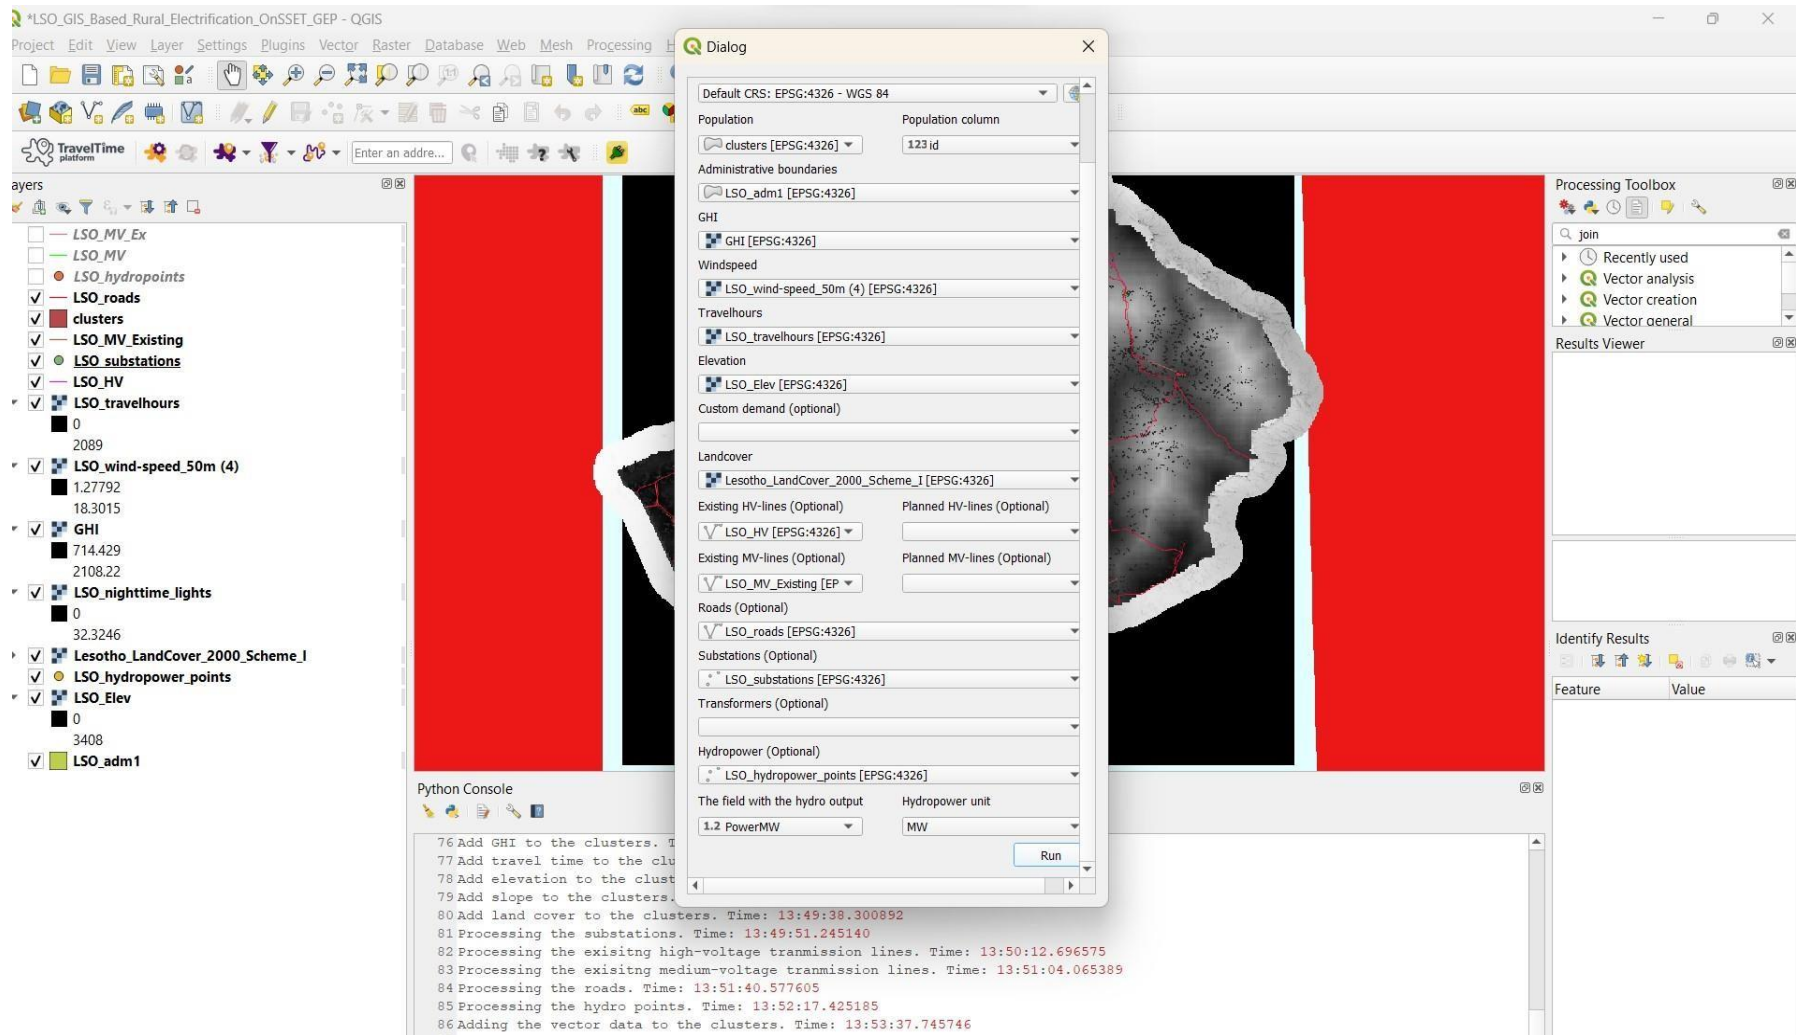 *LSO_GIS_Based_Rural_Electrification_OnSSET_GEP - QGIS
Project Edit View Layer Settings Plugins Vector Raster Database Web Mesh Processing H
TravelTime
platform
Enter an addre...
abc
ayers
LSO_MV_Ex
LSO_MV
LSO_hydropoints
LSO_roads
clusters
LSO_MV_Existing
LSO_substations
LSO_HV
LSO_travelhours
0
2089
LSO_wind-speed_50m (4)
1.27792
18.3015
GHI
714.429
2108.22
LSO_nighttime_lights
0
32.3246
Lesotho_LandCover_2000_Scheme_I
LSO_hydropower_points
LSO_Elev
0
3408
LSO_adm1
Dialog
Default CRS: EPSG:4326 - WGS 84
Population Population column
clusters [EPSG:4326] 123 id
Administrative boundaries
LSO_adm1 [EPSG:4326]
GHI
GHI [EPSG:4326]
Windspeed
LSO_wind-speed_50m (4) [EPSG:4326]
Travelhours
LSO_travelhours [EPSG:4326]
Elevation
LSO_Elev [EPSG:4326]
Custom demand (optional)
Landcover
Lesotho_LandCover_2000_Scheme_I [EPSG:4326]
Existing HV-lines (Optional) Planned HV-lines (Optional)
LSO_HV [EPSG:4326]
Existing MV-lines (Optional) Planned MV-lines (Optional)
LSO_MV_Existing [EP
Roads (Optional)
LSO_roads [EPSG:4326]
Substations (Optional)
LSO_substations [EPSG:4326]
Transformers (Optional)
Hydropower (Optional)
LSO_hydropower_points [EPSG:4326]
The field with the hydro output Hydropower unit
1.2 PowerMW MW
Run
Processing Toolbox
join
Recently used
Vector analysis
Vector creation
Vector general
Results Viewer
Identify Results
Feature Value
Python Console
76 Add GHI to the clusters. T
77 Add travel time to the clu
78 Add elevation to the clust
79 Add slope to the clusters.
80 Add land cover to the clusters. Time: 13:49:38.300892
81 Processing the substations. Time: 13:49:51.245140
82 Processing the exisitng high-voltage tranmission lines. Time: 13:50:12.696575
83 Processing the exisitng medium-voltage tranmission lines. Time: 13:51:04.065389
84 Processing the roads. Time: 13:51:40.577605
85 Processing the hydro points. Time: 13:52:17.425185
86 Adding the vector data to the clusters. Time: 13:53:37.745746